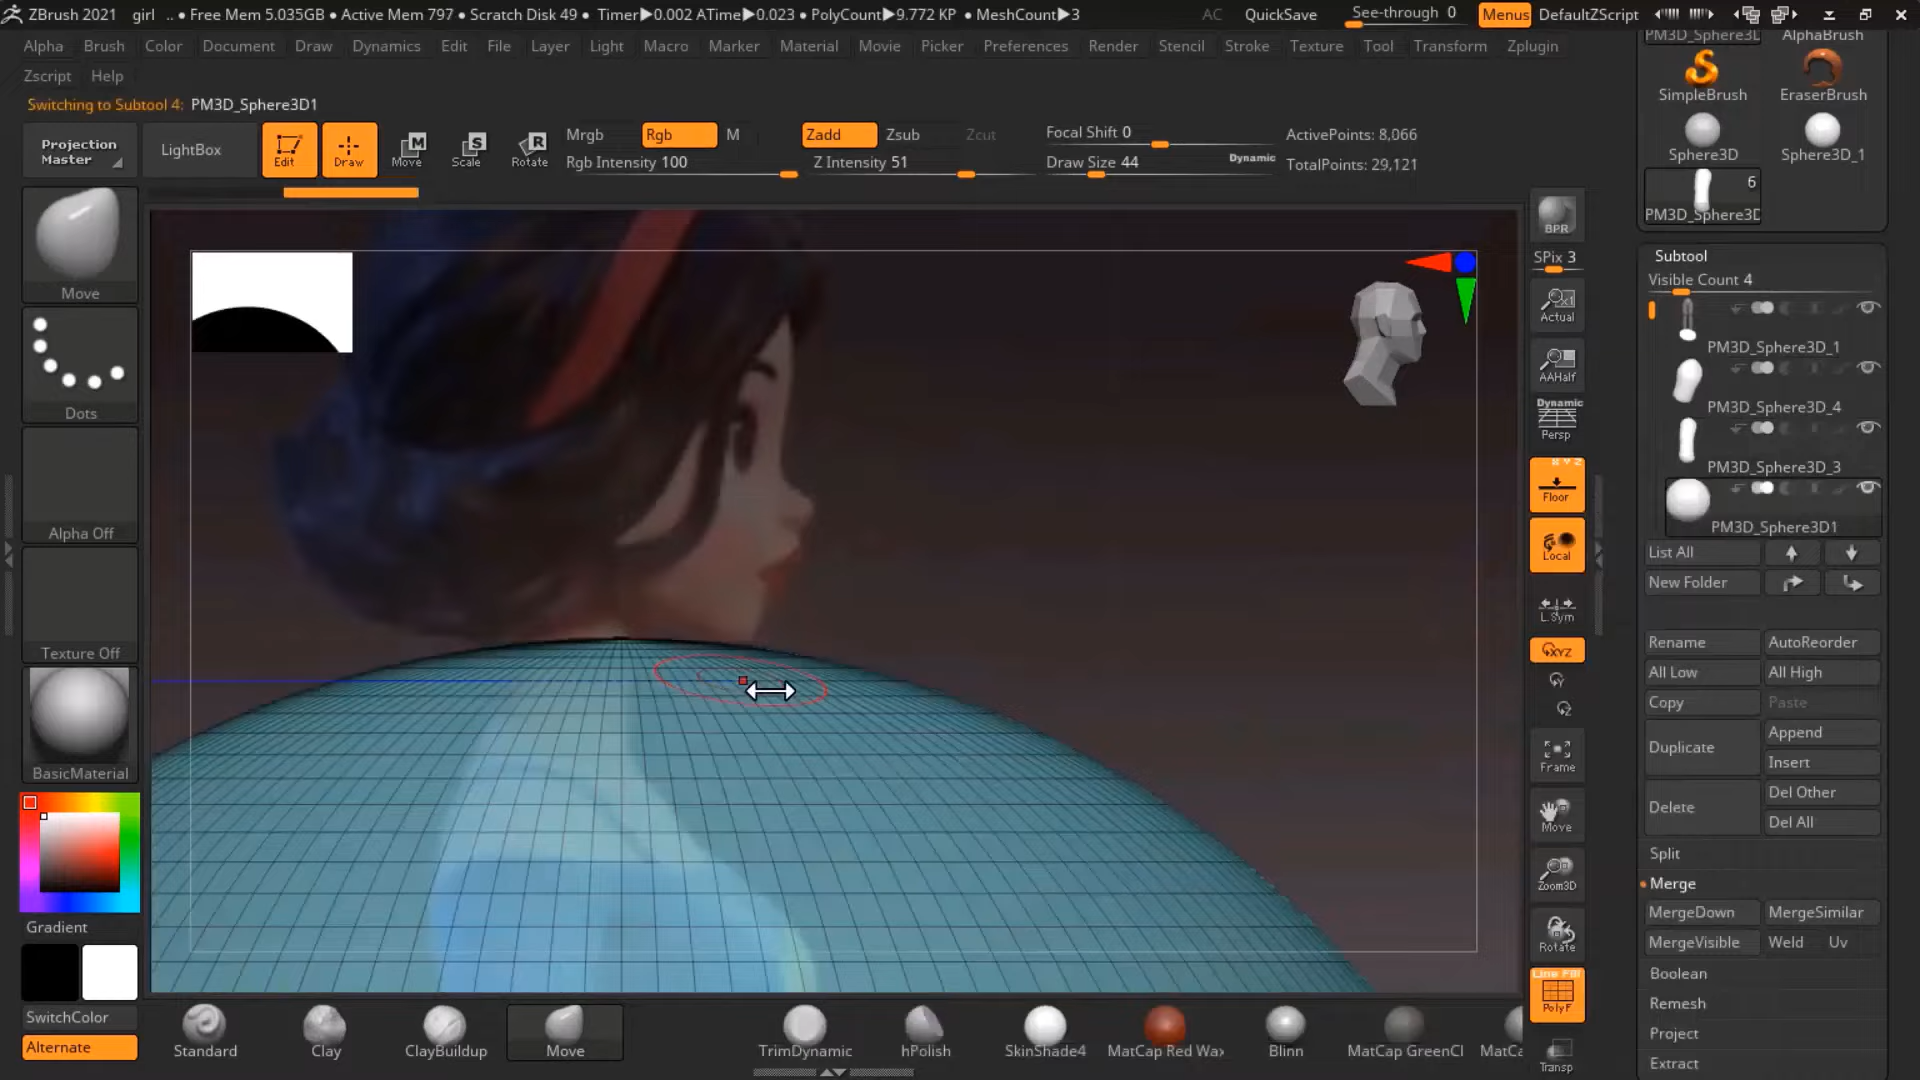 ZBrush 2021 girl .. • Free Mem 5.035GB • Active Mem 797 • Scratch Disk 49 • Timer▶0.002 ATime▶0.023 • PolyCount▶9.772 KP • MeshCount▶3 AC QuickSave See-through 0 Menus DefaultZScript
Alpha Brush Color Document Draw Dynamics Edit File Layer Light Macro Marker Material Movie Picker Preferences Render Stencil Stroke Texture Tool Transform Zplugin
Zscript Help
Switching to Subtool 4: PM3D_Sphere3D1
Projection Master
LightBox
Edit
Draw
Move
Scale
Rotate
Mrgb Rgb M
Rgb Intensity 100
Zadd Zsub Zcut
Z Intensity 51
Focal Shift 0
Draw Size 44 Dynamic
ActivePoints: 8,066
TotalPoints: 29,121
Move
Dots
Alpha Off
Texture Off
BasicMaterial
Gradient
SwitchColor
Alternate
BPR
SPix 3
Actual
AAHalf
Dynamic
Persp
X Y Z
Floor
Local
L.Sym
XYZ
Y
Z
Frame
Move
Zoom3D
Rotate
Line Fill
PolyF
Transp
Standard
Clay
ClayBuildup
Move
TrimDynamic
hPolish
SkinShade4
MatCap Red Wax
Blinn
MatCap GreenCl
MatCa
PM3D_Sphere3D AlphaBrush
SimpleBrush EraserBrush
Sphere3D Sphere3D_1
6
PM3D_Sphere3D
Subtool
Visible Count 4
PM3D_Sphere3D_1
PM3D_Sphere3D_4
PM3D_Sphere3D_3
PM3D_Sphere3D1
List All
New Folder
Rename AutoReorder
All Low All High
Copy Paste
Duplicate Append
Insert
Delete Del Other
Del All
Split
Merge
MergeDown MergeSimilar
MergeVisible Weld Uv
Boolean
Remesh
Project
Extract